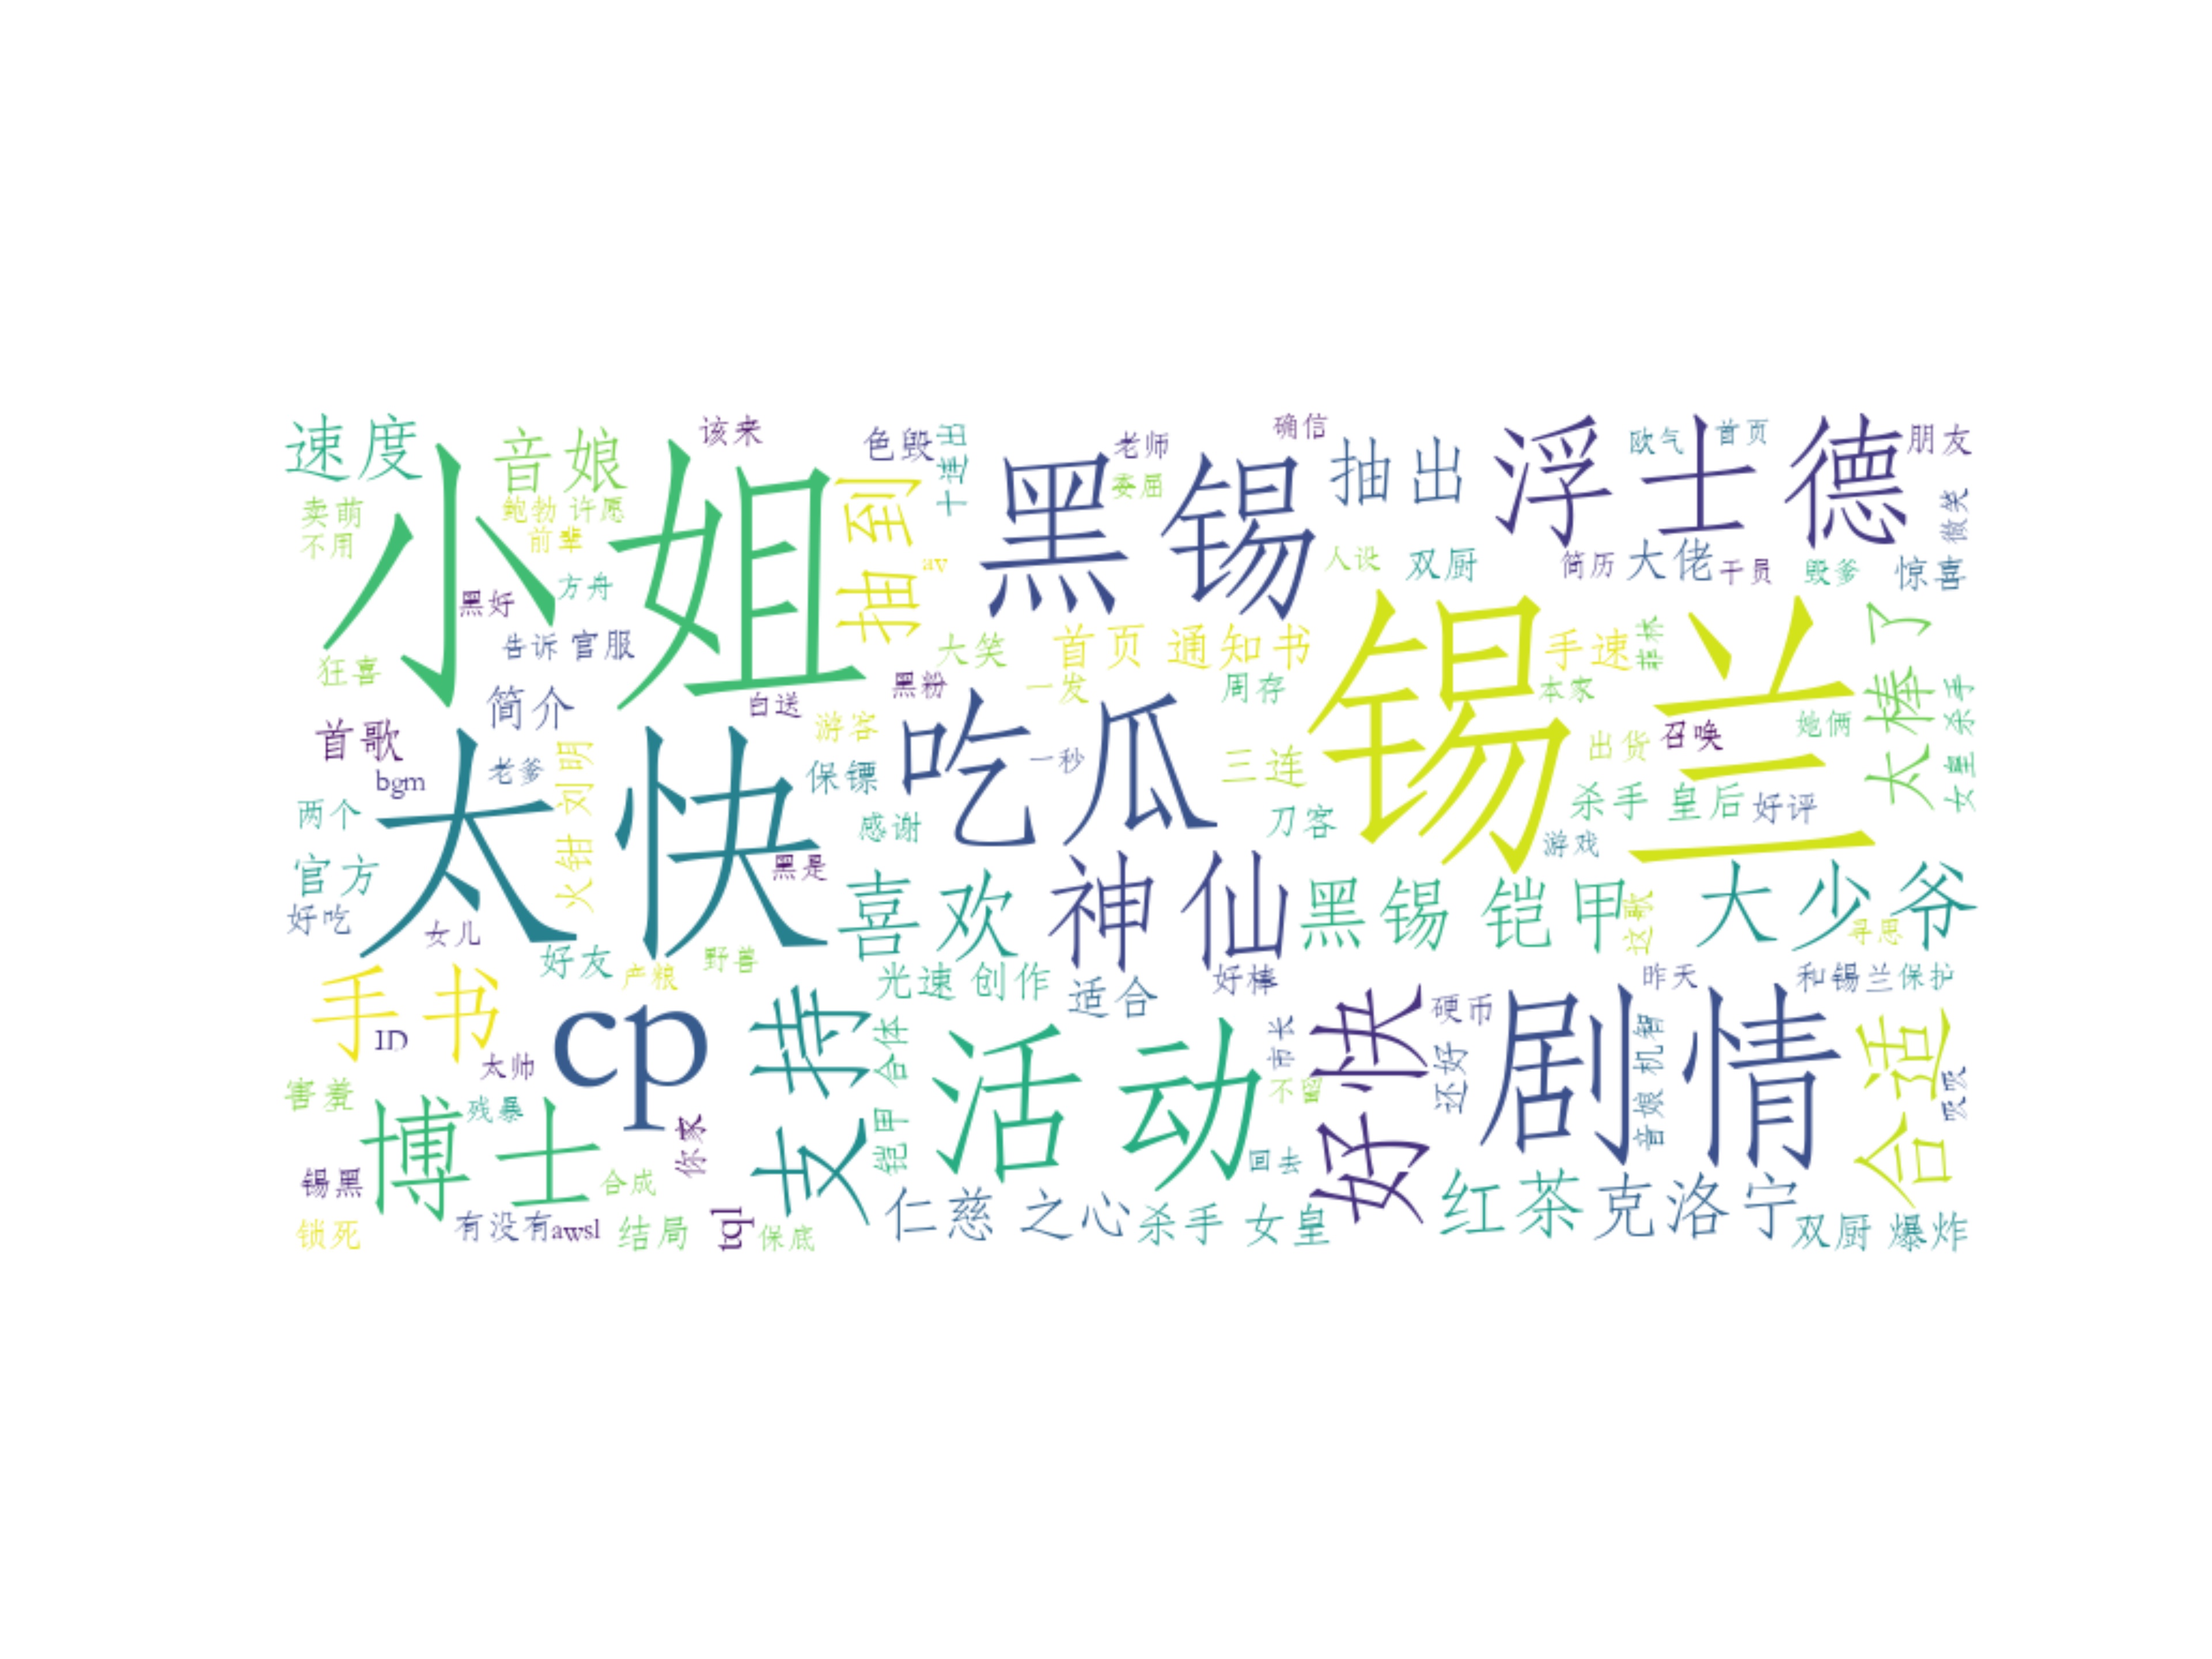 速度
音娘
该来
色毁
十连出
老师
确信
抽出
浮士德
欧气
首页
朋友
卖萌
不用
鲍勃 许愿
前辈
小姐
抽到
av
黑锡
委屈
人设
双厨
简历
大佬
干员
毁爹
惊喜
傲笑
黑好
方舟
告诉
官服
狂喜
简介
白送
大笑
黑粉
首页 通知书
一发
周存
锡兰
手速
本家
太棒了
女皇 杀手
首歌
bgm
老爹
火钳 刘明
太快
游客
保镖
吃瓜
一秒
三连
出货
召唤
她俩
两个
感谢
刀客
杀手 皇后
好评
游戏
官方
好吃
女儿
黑是
喜欢
神仙
黑锡 铠甲
这歌
大少爷
寻思
好友
产粮
野兽
光速 创作
适合
好棒
昨天
和锡兰
保护
手书
ID
太帅
cp
支持
铠甲 合体
活动
市长
不留
好快
硬币
还好
剧情
音娘 机智
合适
害羞
残暴
博士
你家
回去
锡黑
合成
锁死
有没有
awsl
结局
tql
保底
仁慈 之心
杀手 女皇
红茶
克洛宁
双厨 爆炸